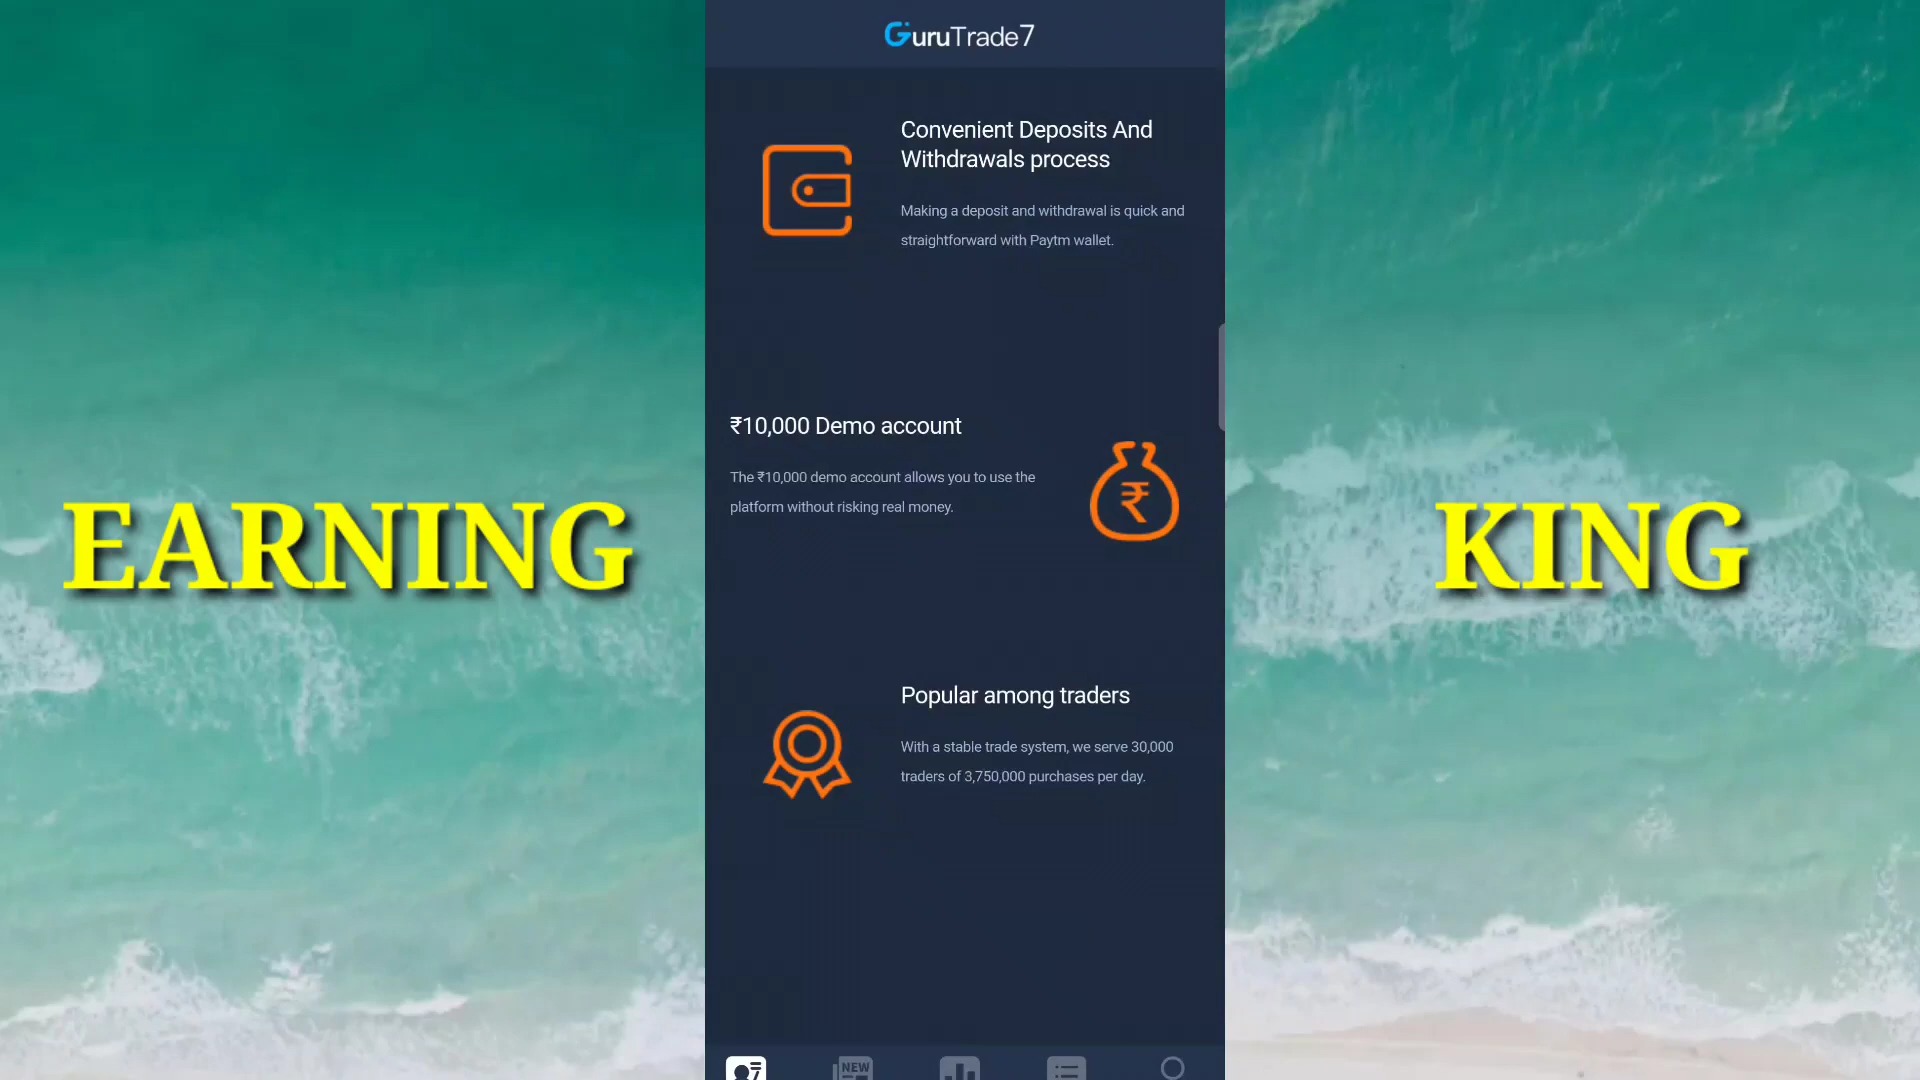 GuruTrade7
Convenient Deposits And
Withdrawals process
Making a deposit and withdrawal is quick and
straightforward with Paytm wallet.
₹10,000 Demo account
The ₹10,000 demo account allows you to use the
platform without risking real money.
EARNING
KING
Popular among traders
With a stable trade system, we serve 30,000
traders of 3,750,000 purchases per day.
NEW